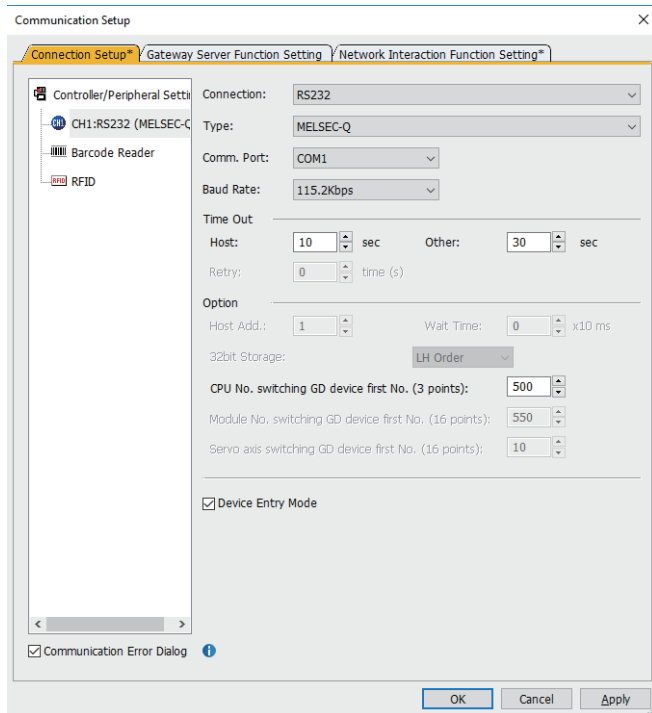 Communication Setup
Connection Setup* Gateway Server Function Setting Network Interaction Function Setting*
Controller/Peripheral Settin
CH1 CH1:RS232 (MELSEC-Q
Barcode Reader
RFID RFID
Connection: RS232
Type: MELSEC-Q
Comm. Port: COM1
Baud Rate: 115.2Kbps
Time Out
Host: 10 sec Other: 30 sec
Retry: 0 time (s)
Option
Host Add.: 1 Wait Time: 0 x10 ms
32bit Storage: LH Order
CPU No. switching GD device first No. (3 points): 500
Module No. switching GD device first No. (16 points): 550
Servo axis switching GD device first No. (16 points): 10
Device Entry Mode
Communication Error Dialog
OK Cancel Apply